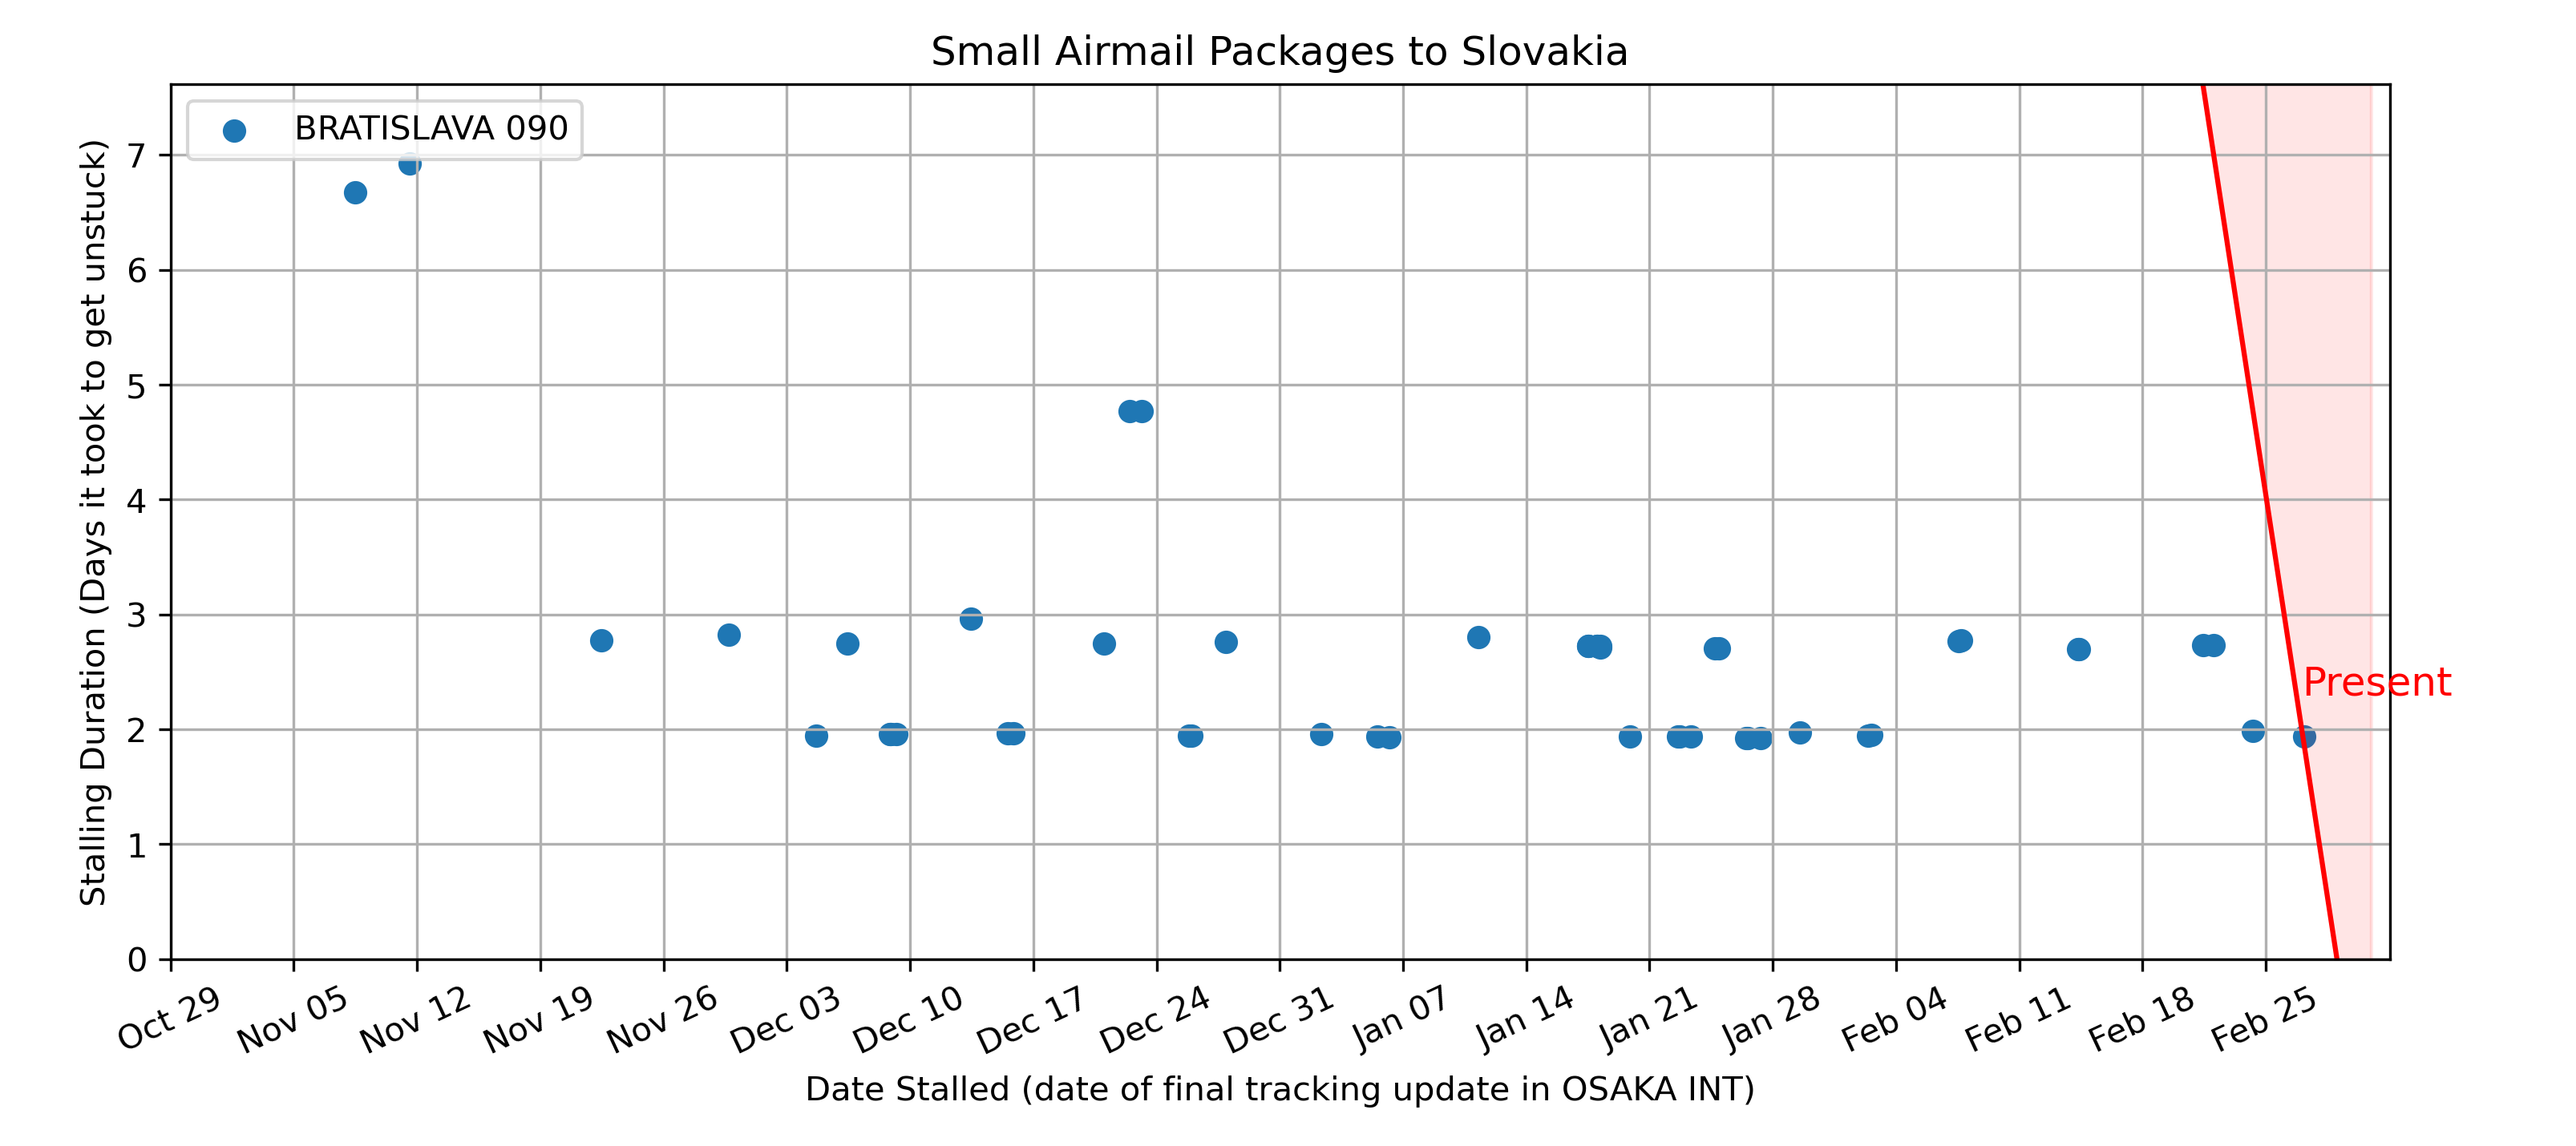 Small Airmail Packages to Slovakia
BRATISLAVA 090
Stalling Duration (Days it took to get unstuck)
7
6
5
4
3
2
1
0
Present
Oct 29
Nov 05
Nov 12
Nov 19
Nov 26
Dec 03
Dec 10
Dec 17
Dec 24
Dec 31
Jan 07
Jan 14
Jan 21
Jan 28
Feb 04
Feb 11
Feb 18
Feb 25
Date Stalled (date of final tracking update in OSAKA INT)